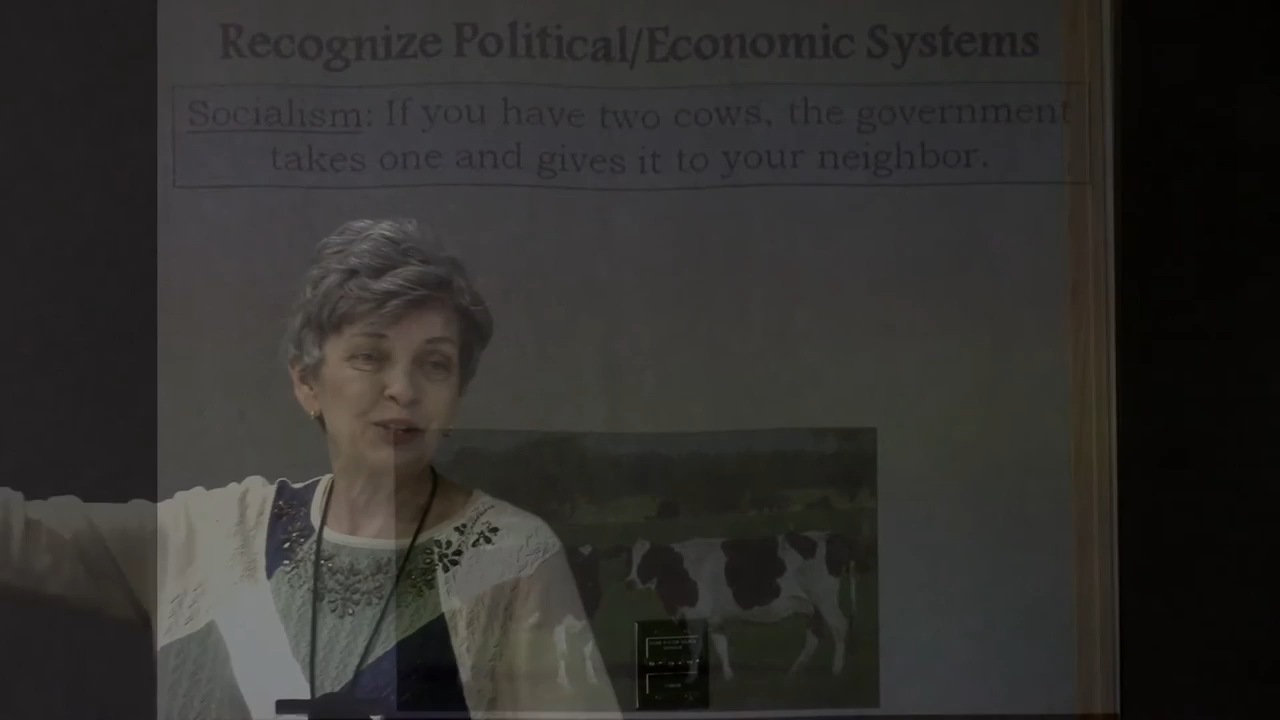 Recognize Political/Economic Systems
Socialism: If you have two cows, the government
takes one and gives it to your neighbor.